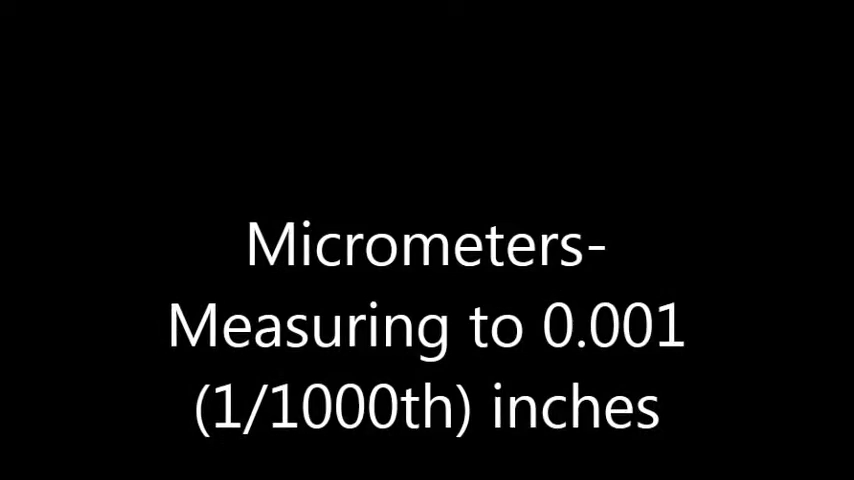 Micrometers-
Measuring to 0.001
(1/1000th) inches